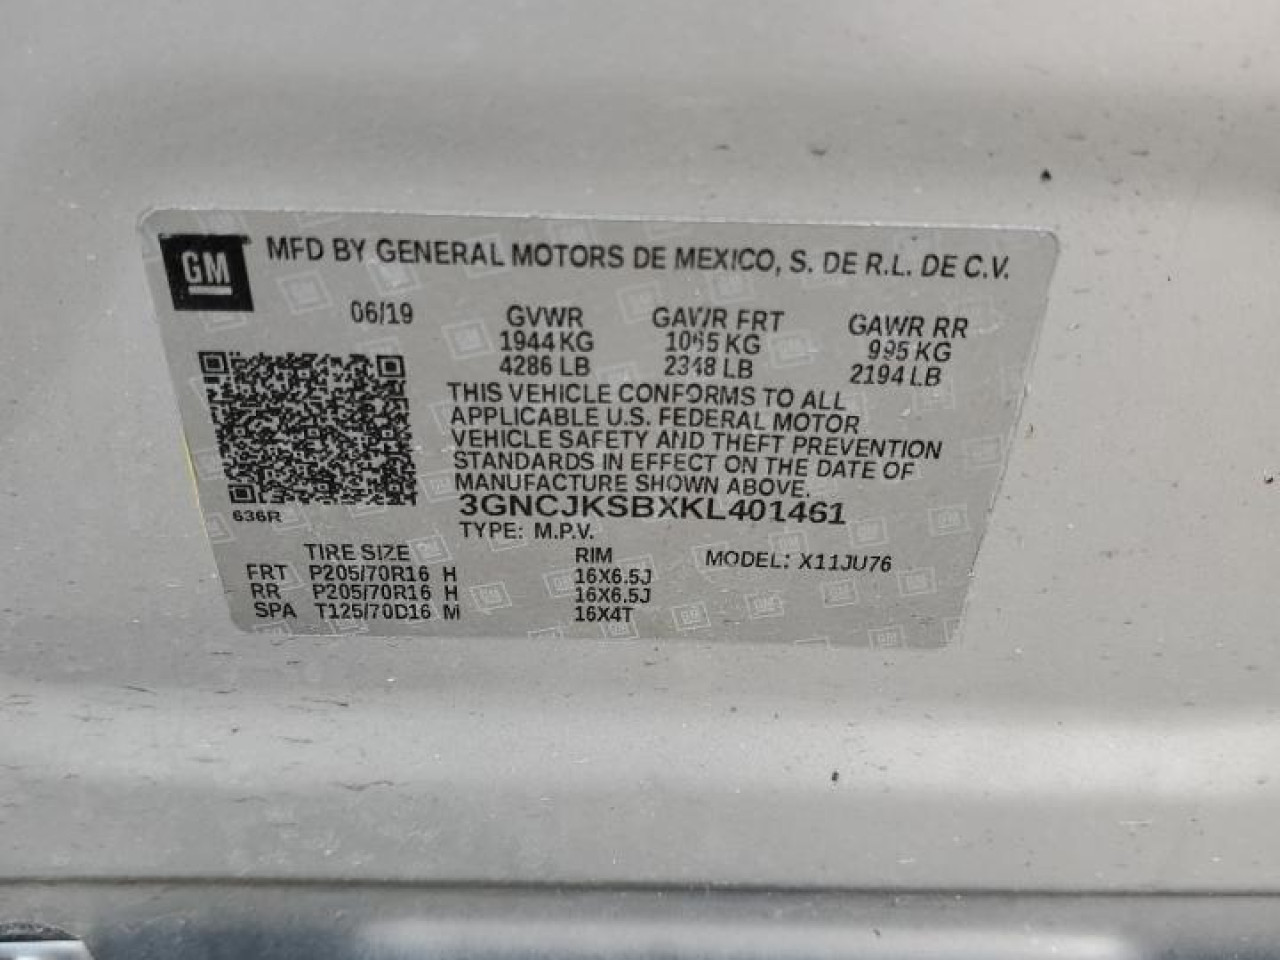 GM
MFD BY GENERAL MOTORS DE MEXICO, S. DE R.L. DE C.V.
06/19 GVWR GAWR FRT GAWR RR
1944 KG 1065 KG 995 KG
4286 LB 2348 LB 2194 LB
THIS VEHICLE CONFORMS TO ALL
APPLICABLE U.S. FEDERAL MOTOR
VEHICLE SAFETY AND THEFT PREVENTION
STANDARDS IN EFFECT ON THE DATE OF
MANUFACTURE SHOWN ABOVE.
636R
3GNCJKSBXKL401461
TYPE: M.P.V.
TIRE SIZE RIM MODEL: X11JU76
FRT P205/70R16 H 16X6.5J
RR P205/70R16 H 16X6.5J
SPA T125/70D16 M 16X4T